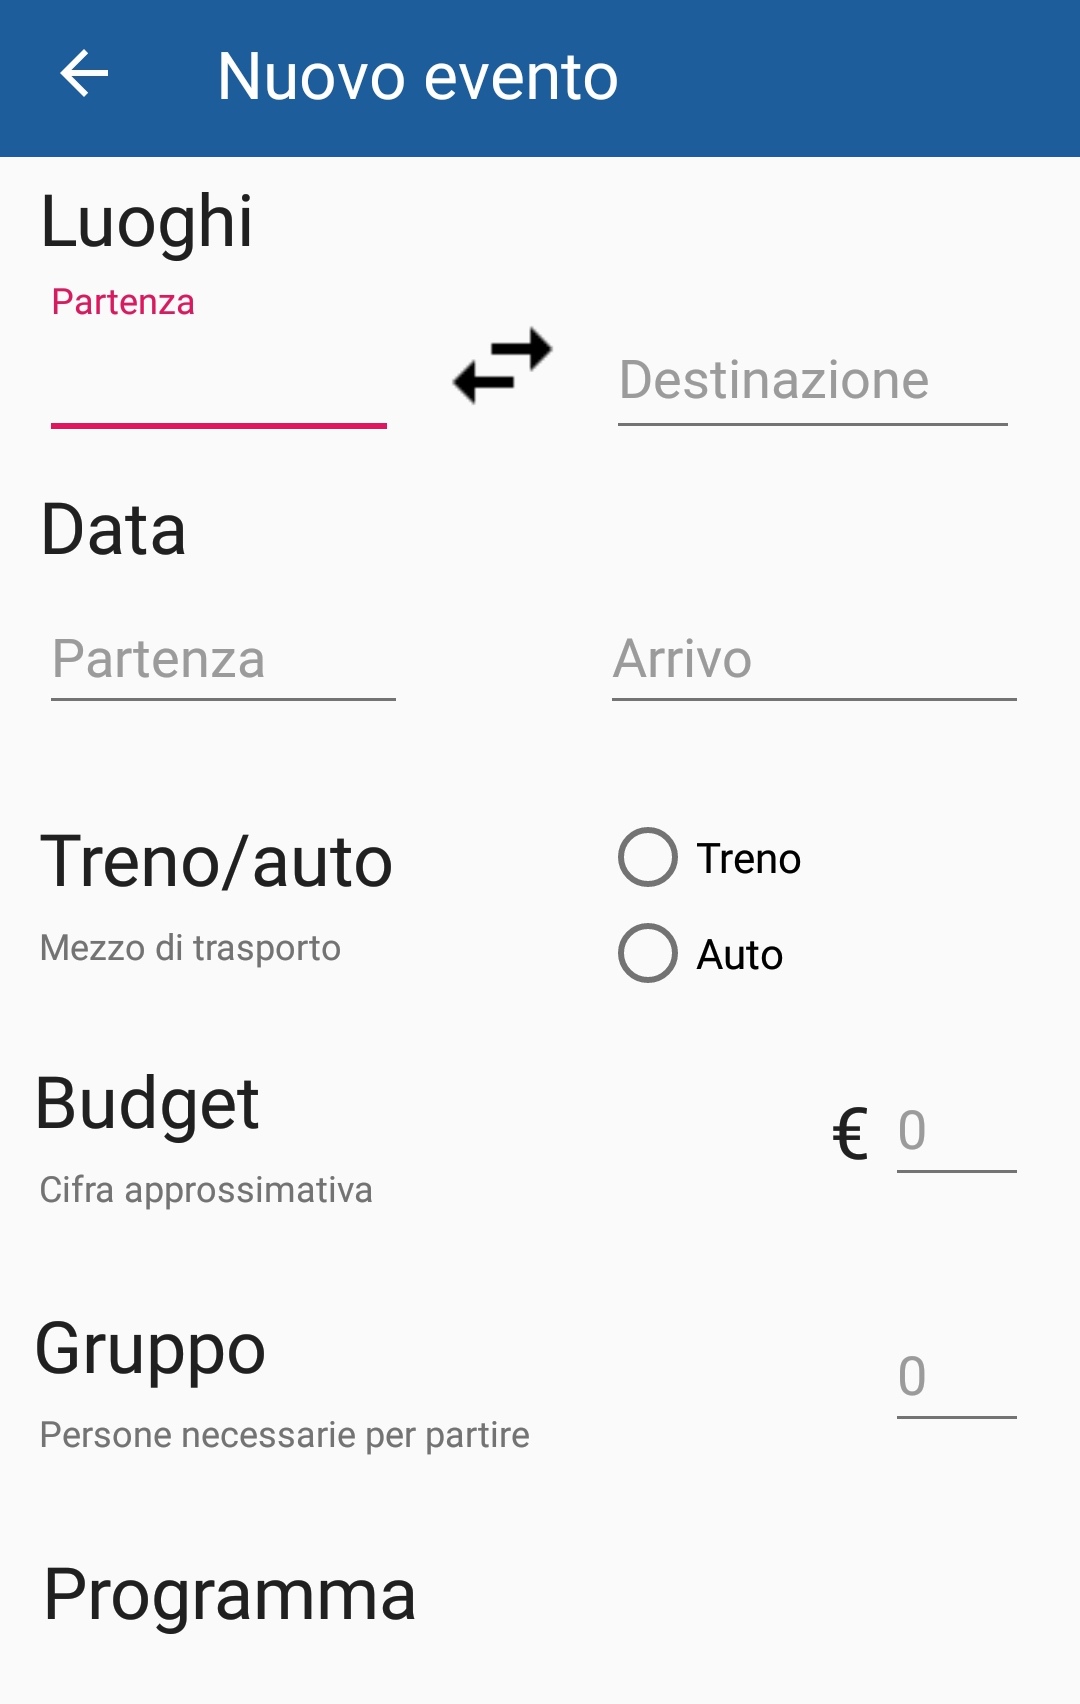 Nuovo evento
Luoghi
Partenza
Destinazione
Data
Partenza
Arrivo
Treno/auto
Treno
Mezzo di trasporto
Auto
Budget
€ 0
Cifra approssimativa
Gruppo
0
Persone necessarie per partire
Programma